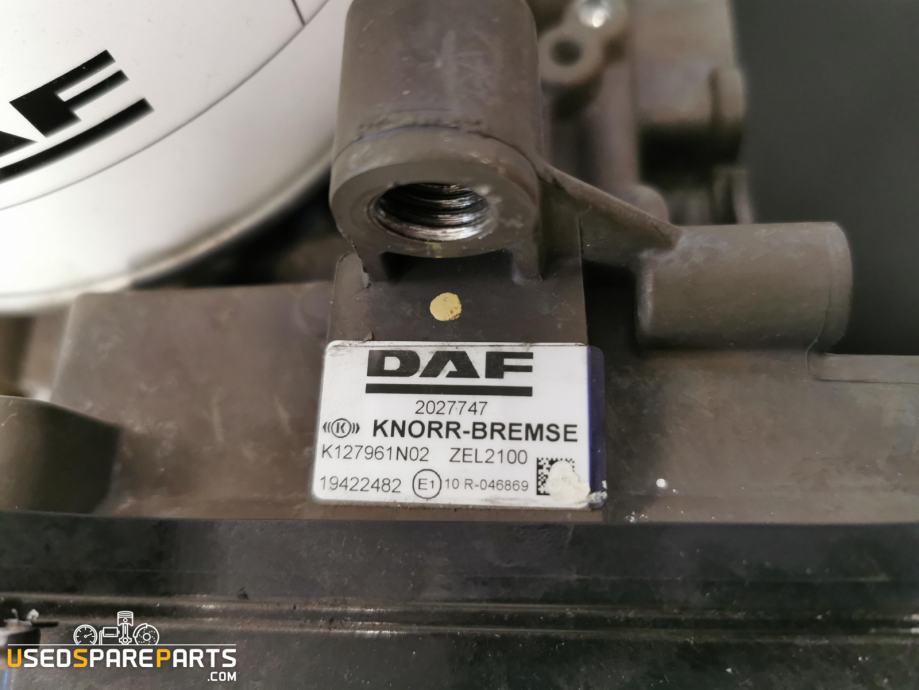 DAF
DAF
2027747
((K)) KNORR-BREMSE
K127961N02 ZEL2100
19422482 E1 10 R-046869
USEDSPAREPARTS
.COM